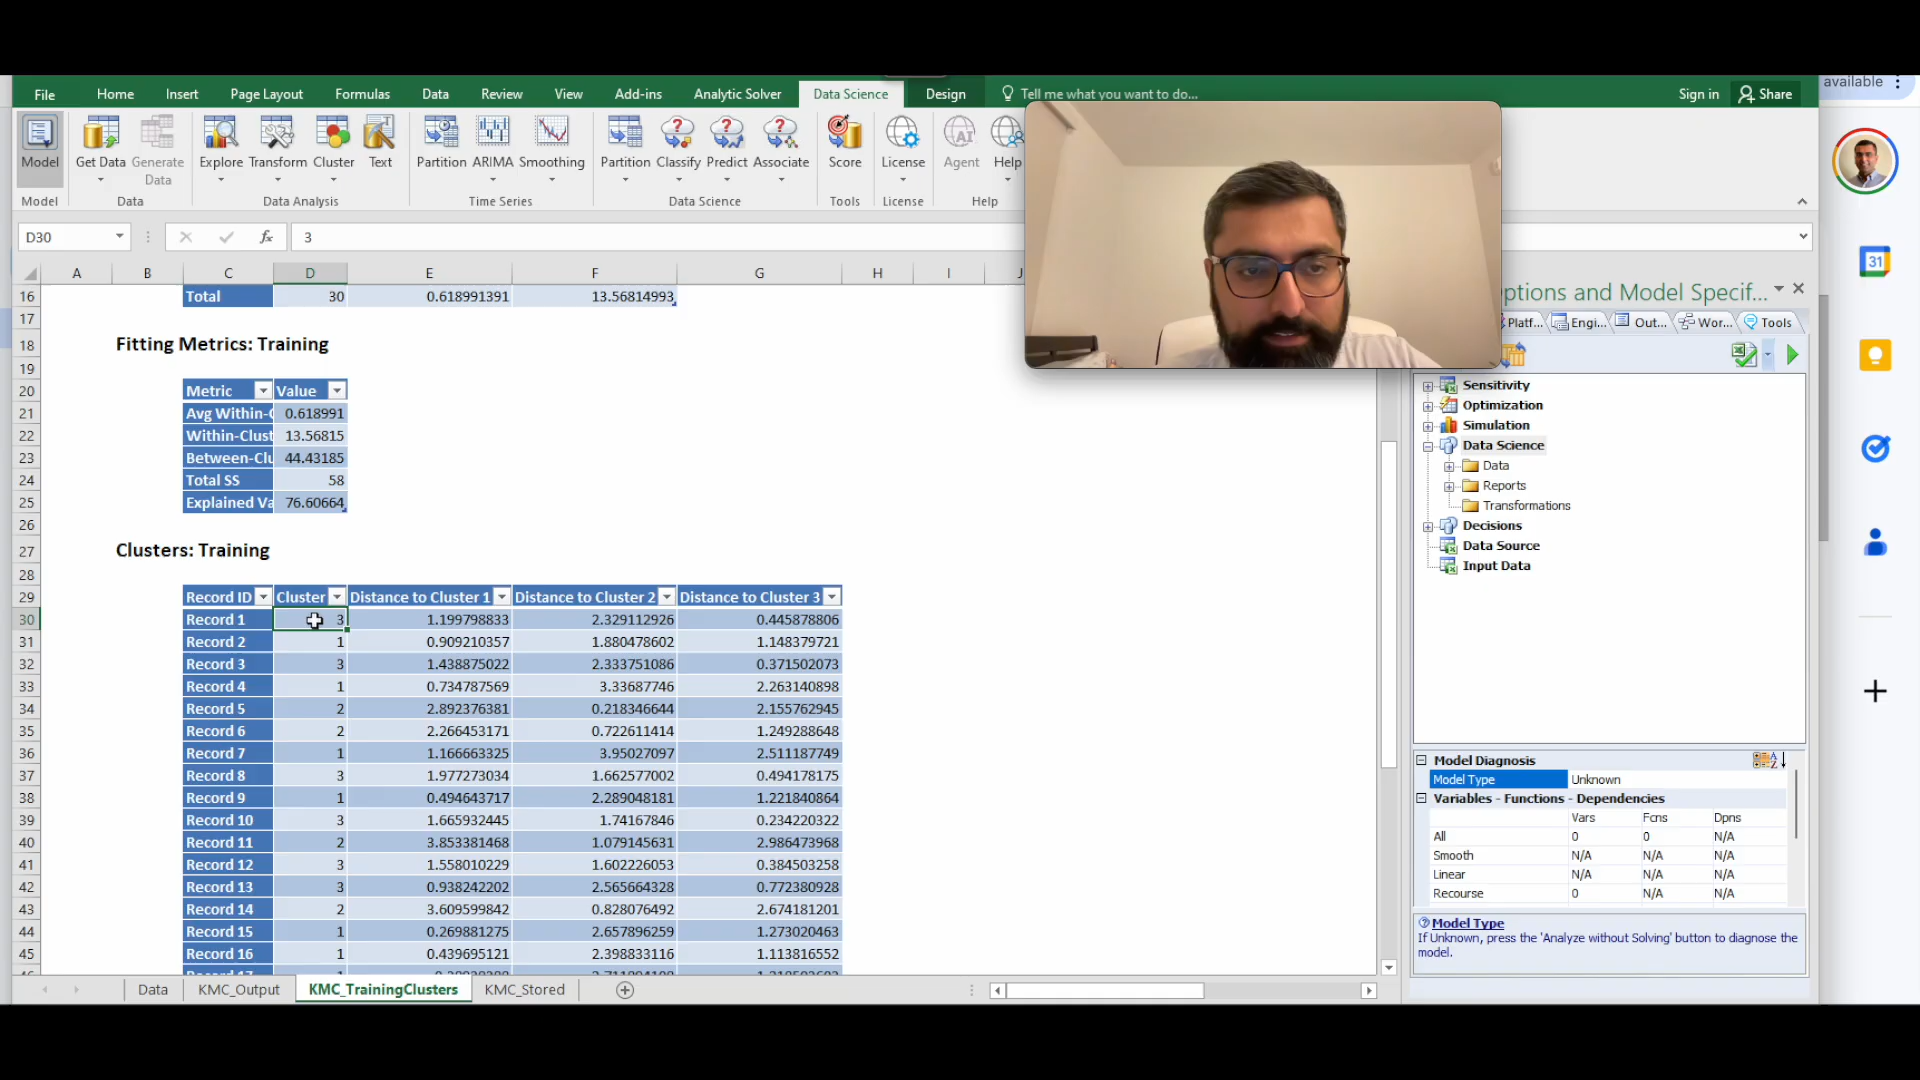 available
File Home Insert Page Layout Formulas Data Review View Add-ins Analytic Solver Data Science Design Tell me what you want to do... Sign in Share
Model Get Data Generate Data Explore Transform Cluster Text Partition ARIMA Smoothing Partition Classify Predict Associate Score License Agent Help
Model Data Data Analysis Time Series Data Science Tools License Help
D30 fx 3
A B C D E F G H I J
16 Total 30 0.618991391 13.56814993
17
18 Fitting Metrics: Training
19
20 Metric Value
21 Avg Within-C 0.618991
22 Within-Clust 13.56815
23 Between-Clu 44.43185
24 Total SS 58
25 Explained Va 76.60664
26
27 Clusters: Training
28
29 Record ID Cluster Distance to Cluster 1 Distance to Cluster 2 Distance to Cluster 3
30 Record 1 3 1.199798833 2.329112926 0.445878806
31 Record 2 1 0.909210357 1.880478602 1.148379721
32 Record 3 3 1.438875022 2.333751086 0.371502073
33 Record 4 1 0.734787569 3.33687746 2.263140898
34 Record 5 2 2.892376381 0.218346644 2.155762945
35 Record 6 2 2.266453171 0.722611414 1.249288648
36 Record 7 1 1.166663325 3.95027097 2.511187749
37 Record 8 3 1.977273034 1.662577002 0.494178175
38 Record 9 1 0.494643717 2.289048181 1.221840864
39 Record 10 3 1.665932445 1.74167846 0.234220322
40 Record 11 2 3.853381468 1.079145631 2.986473968
41 Record 12 3 1.558010229 1.602226053 0.384503258
42 Record 13 3 0.938242202 2.565664328 0.772380928
43 Record 14 2 3.609599842 0.828076492 2.674181201
44 Record 15 1 0.269881275 2.657896259 1.273020463
45 Record 16 1 0.439695121 2.398833116 1.113816552
Data KMC_Output KMC_TrainingClusters KMC_Stored
ptions and Model Specif...
Platf... Engi... Out... Wor... Tools
Sensitivity
Optimization
Simulation
Data Science
Data
Reports
Transformations
Decisions
Data Source
Input Data
Model Diagnosis
Model Type Unknown
Variables - Functions - Dependencies
Vars Fcns Dpns
All 0 0 N/A
Smooth N/A N/A N/A
Linear N/A N/A N/A
Recourse 0 N/A N/A
Model Type
If Unknown, press the 'Analyze without Solving' button to diagnose the
model.
31